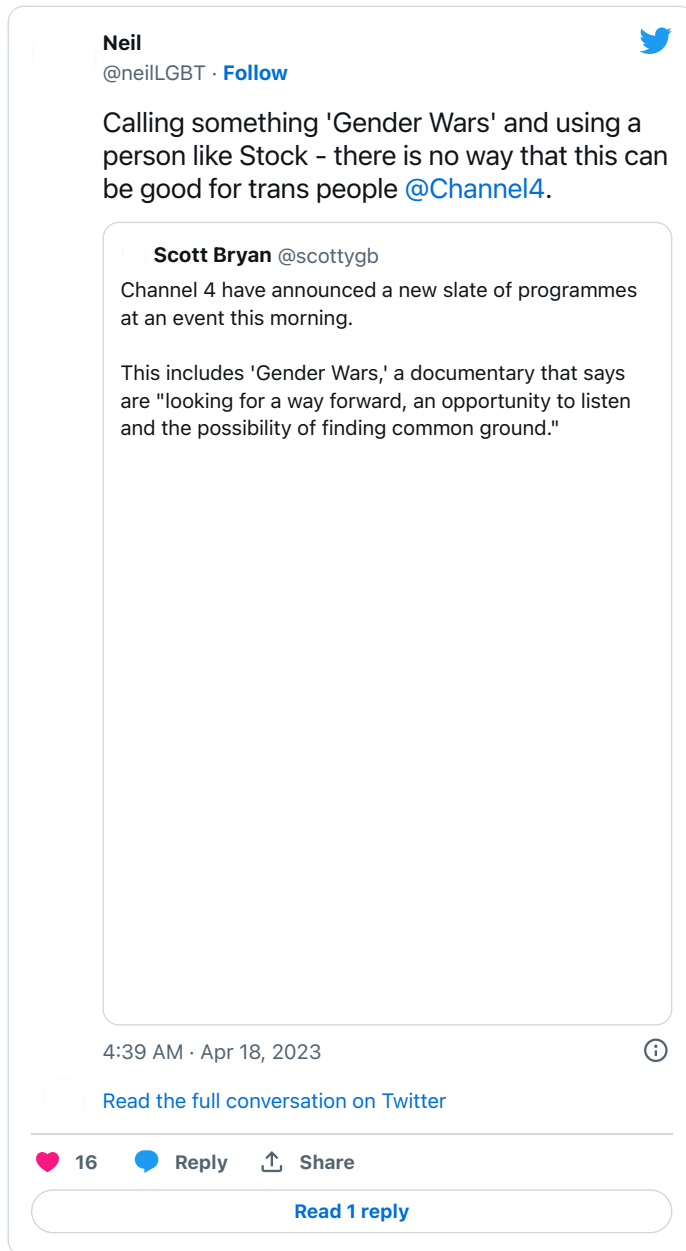 Neil
@neilLGBT · Follow
Calling something 'Gender Wars' and using a
person like Stock - there is no way that this can
be good for trans people @Channel4.
Scott Bryan @scottygb
Channel 4 have announced a new slate of programmes
at an event this morning.
This includes 'Gender Wars,' a documentary that says
are "looking for a way forward, an opportunity to listen
and the possibility of finding common ground."
4:39 AM · Apr 18, 2023
Read the full conversation on Twitter
16 Reply Share
Read 1 reply